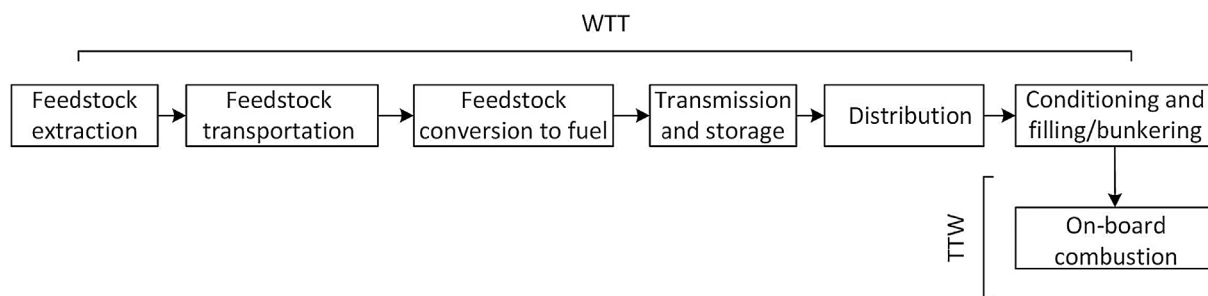 WTT
Feedstock
extraction
Feedstock
transportation
Feedstock
conversion to fuel
Transmission
and storage
Distribution
Conditioning and
filling/bunkering
TTW
On-board
combustion